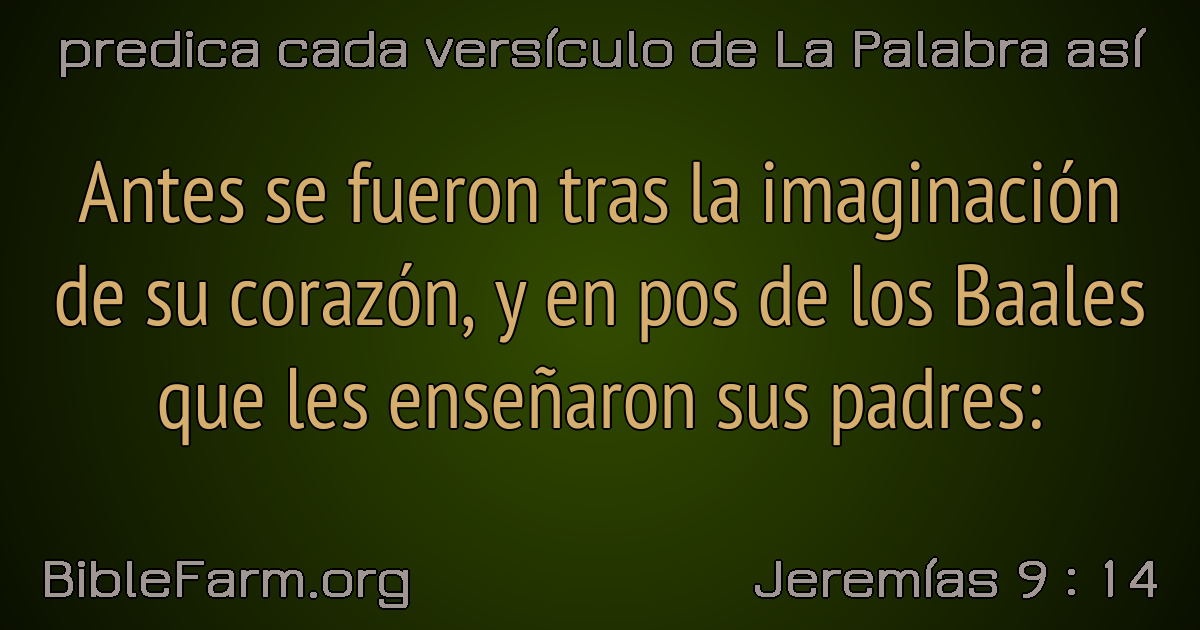 predica cada versículo de La Palabra así
Antes se fueron tras la imaginación
de su corazón, y en pos de los Baales
que les enseñaron sus padres:
BibleFarm.org
Jeremías 9 : 14